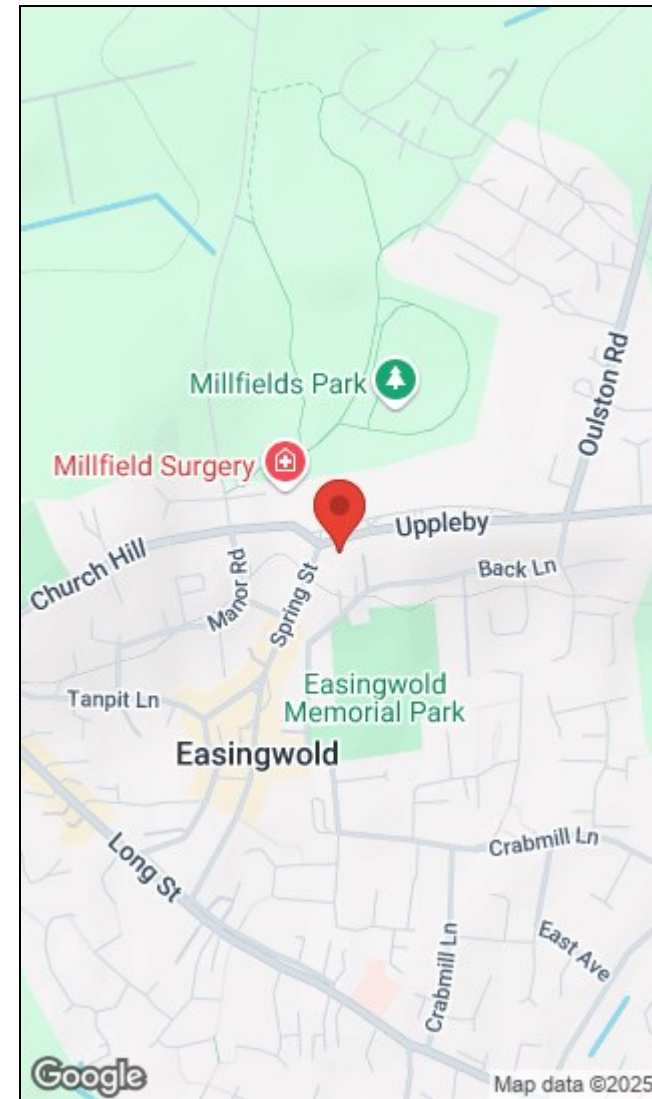 Oulston Rd
Millfields Park
Millfield Surgery
Uppleby
Church Hill
Back Ln
Manor Rd
Spring St
Easingwold
Memorial Park
Tanpit Ln
Easingwold
Long St
Crabmill Ln
East Ave
Crabmill Ln
Google
Map data ©2025